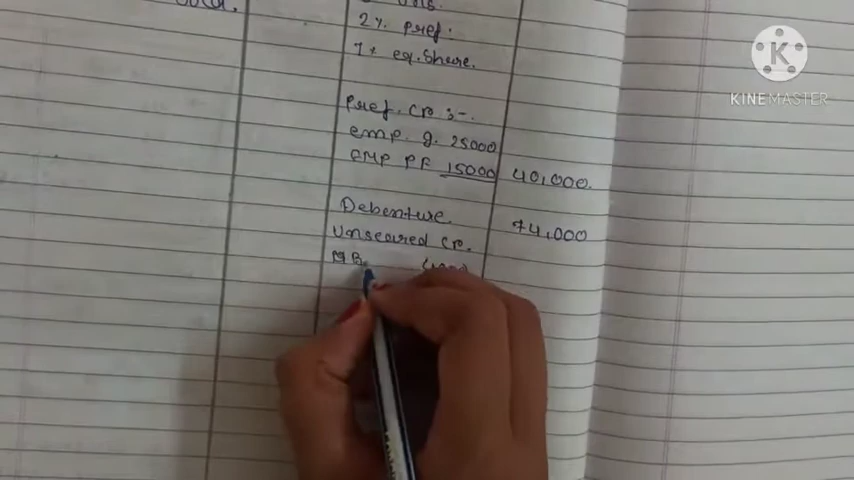 2%. pref:
7% eq. Share.
Pref. cr. :-.
emp. g. 25000
EMP PF 15000 40,000.
Debenture. 74,000
Unseared cr.
K
KINEMASTER